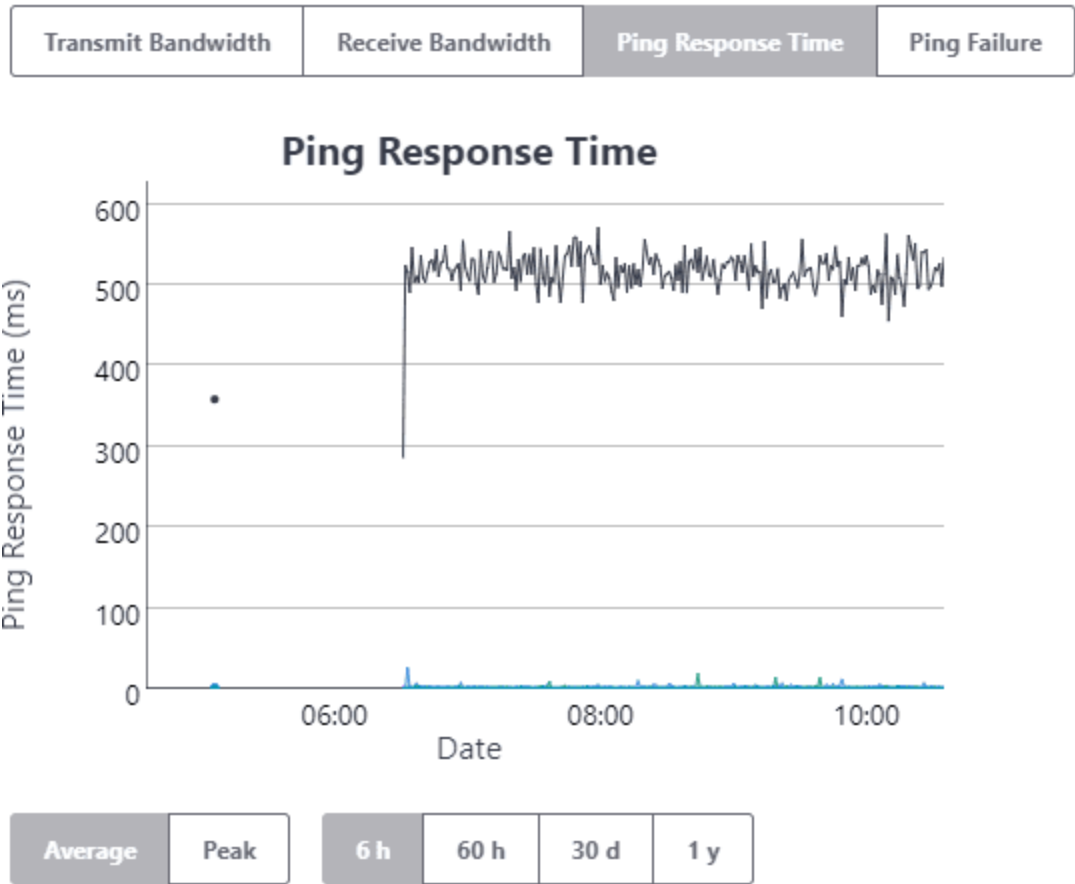 Transmit Bandwidth Receive Bandwidth Ping Response Time Ping Failure
Ping Response Time
Ping Response Time (ms)
600
500
400
300
200
100
0
06:00 08:00 10:00
Date
Average Peak 6 h 60 h 30 d 1 y